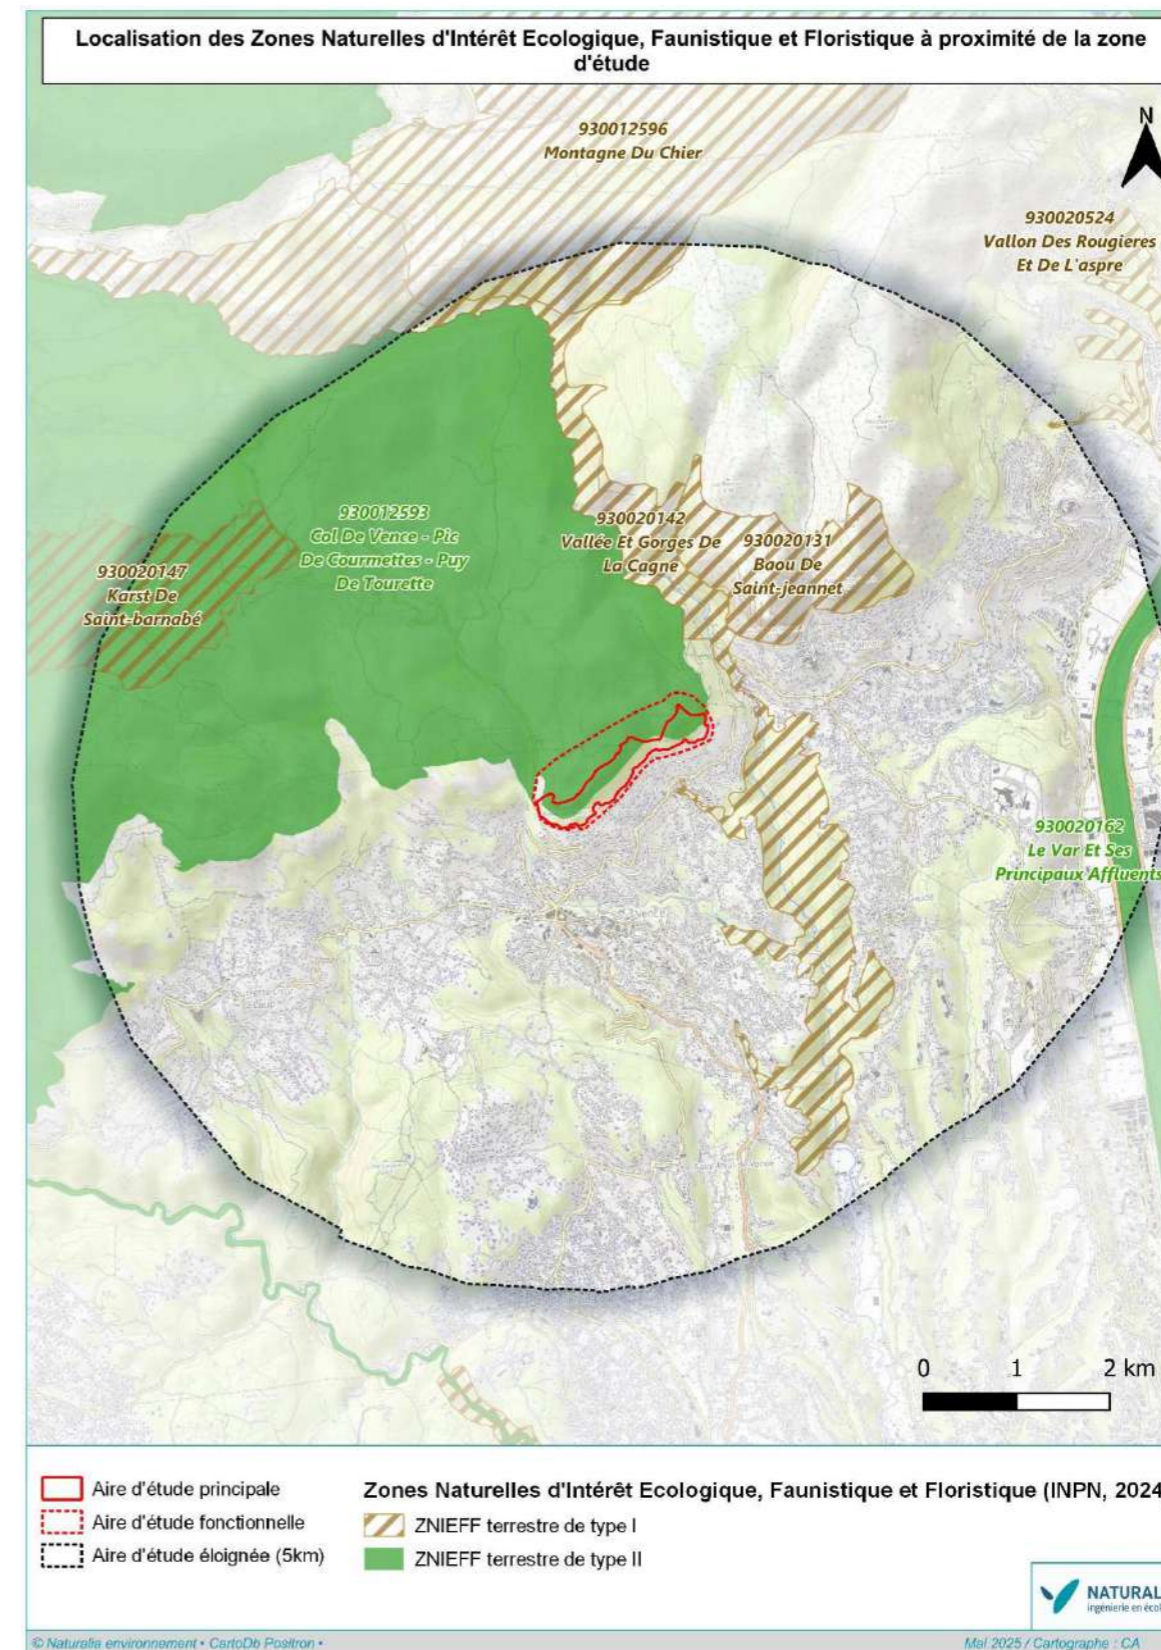 Localisation des Zones Naturelles d'Intérêt Ecologique, Faunistique et Floristique à proximité de la zone
d'étude
930012596
Montagne Du Chier
N
930020524
Vallon Des Rougieres
Et De L'aspre
930012593
Col De Vence - Pic
De Courmettes - Puy
De Tourette
930020142
Vallée Et Gorges De
La Cagne
930020131
Baou De
Saint-jeannet
930020147
Karst De
Saint-barnabé
930020162
Le Var Et Ses
Principaux Affluents
0 1 2 km
Aire d'étude principale
Aire d'étude fonctionnelle
Aire d'étude éloignée (5km)
Zones Naturelles d'Intérêt Ecologique, Faunistique et Floristique (INPN, 2024
ZNIEFF terrestre de type I
ZNIEFF terrestre de type II
NATURAL
ingénierie en écol
© Naturalia environnement • CartoDb Positron •
Mai 2025 / Cartographe : CA